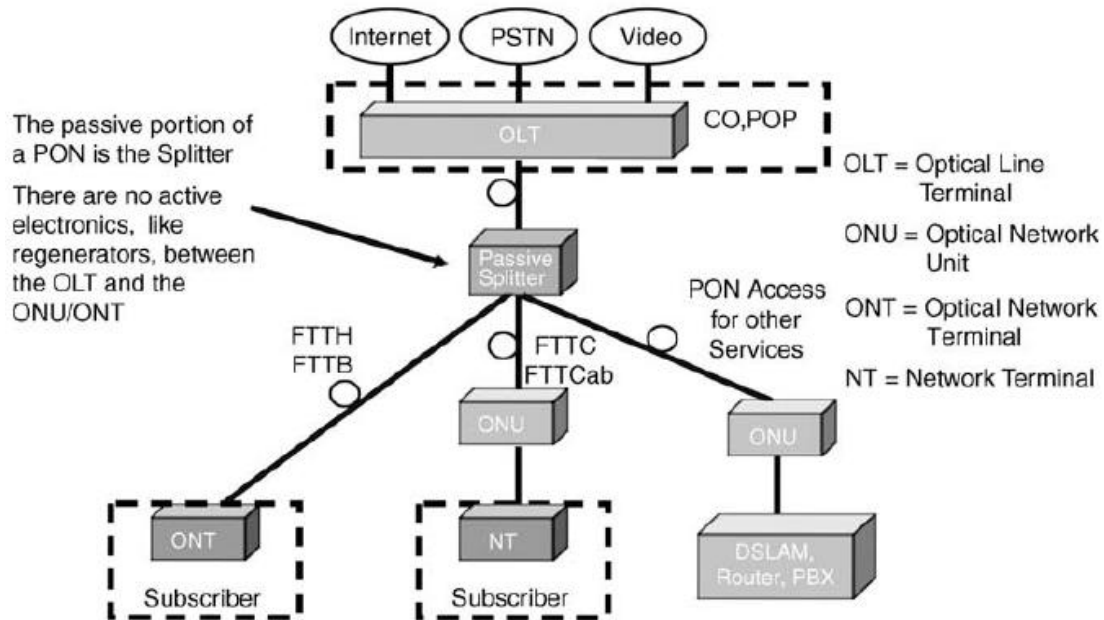 Internet
PSTN
Video
OLT
CO,POP
The passive portion of
a PON is the Splitter
There are no active
electronics, like
regenerators, between
the OLT and the
ONU/ONT
Passive
Splitter
OLT = Optical Line
Terminal
ONU = Optical Network
Unit
ONT = Optical Network
Terminal
NT = Network Terminal
FTTH
FTTB
FTTC
FTTCab
PON Access
for other
Services
ONU
ONU
ONT
Subscriber
NT
Subscriber
DSLAM,
Router, PBX